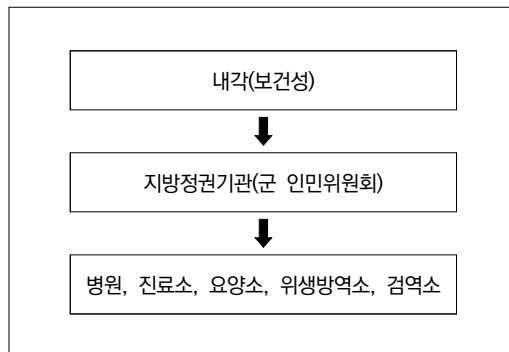 내각(보건성)
지방정권기관(군 인민위원회)
병원, 진료소, 요양소, 위생방역소, 검역소